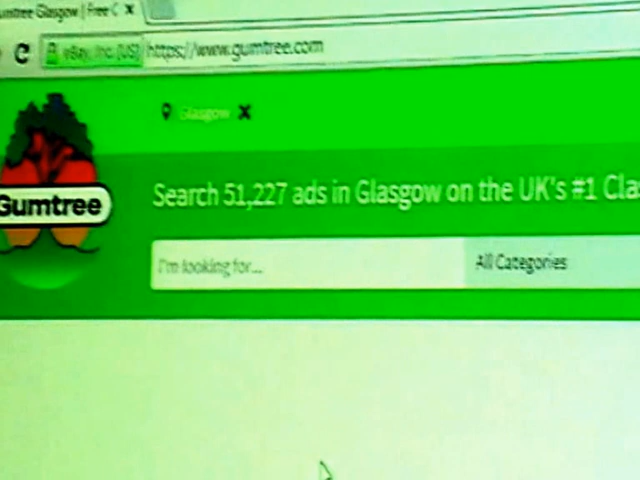 umtree Glasgow | Free C
eBay, Inc. [US] https://www.gumtree.com
Glasgow
Gumtree
Search 51,227 ads in Glasgow on the UK's #1 Cla
I'm looking for...
All Categories